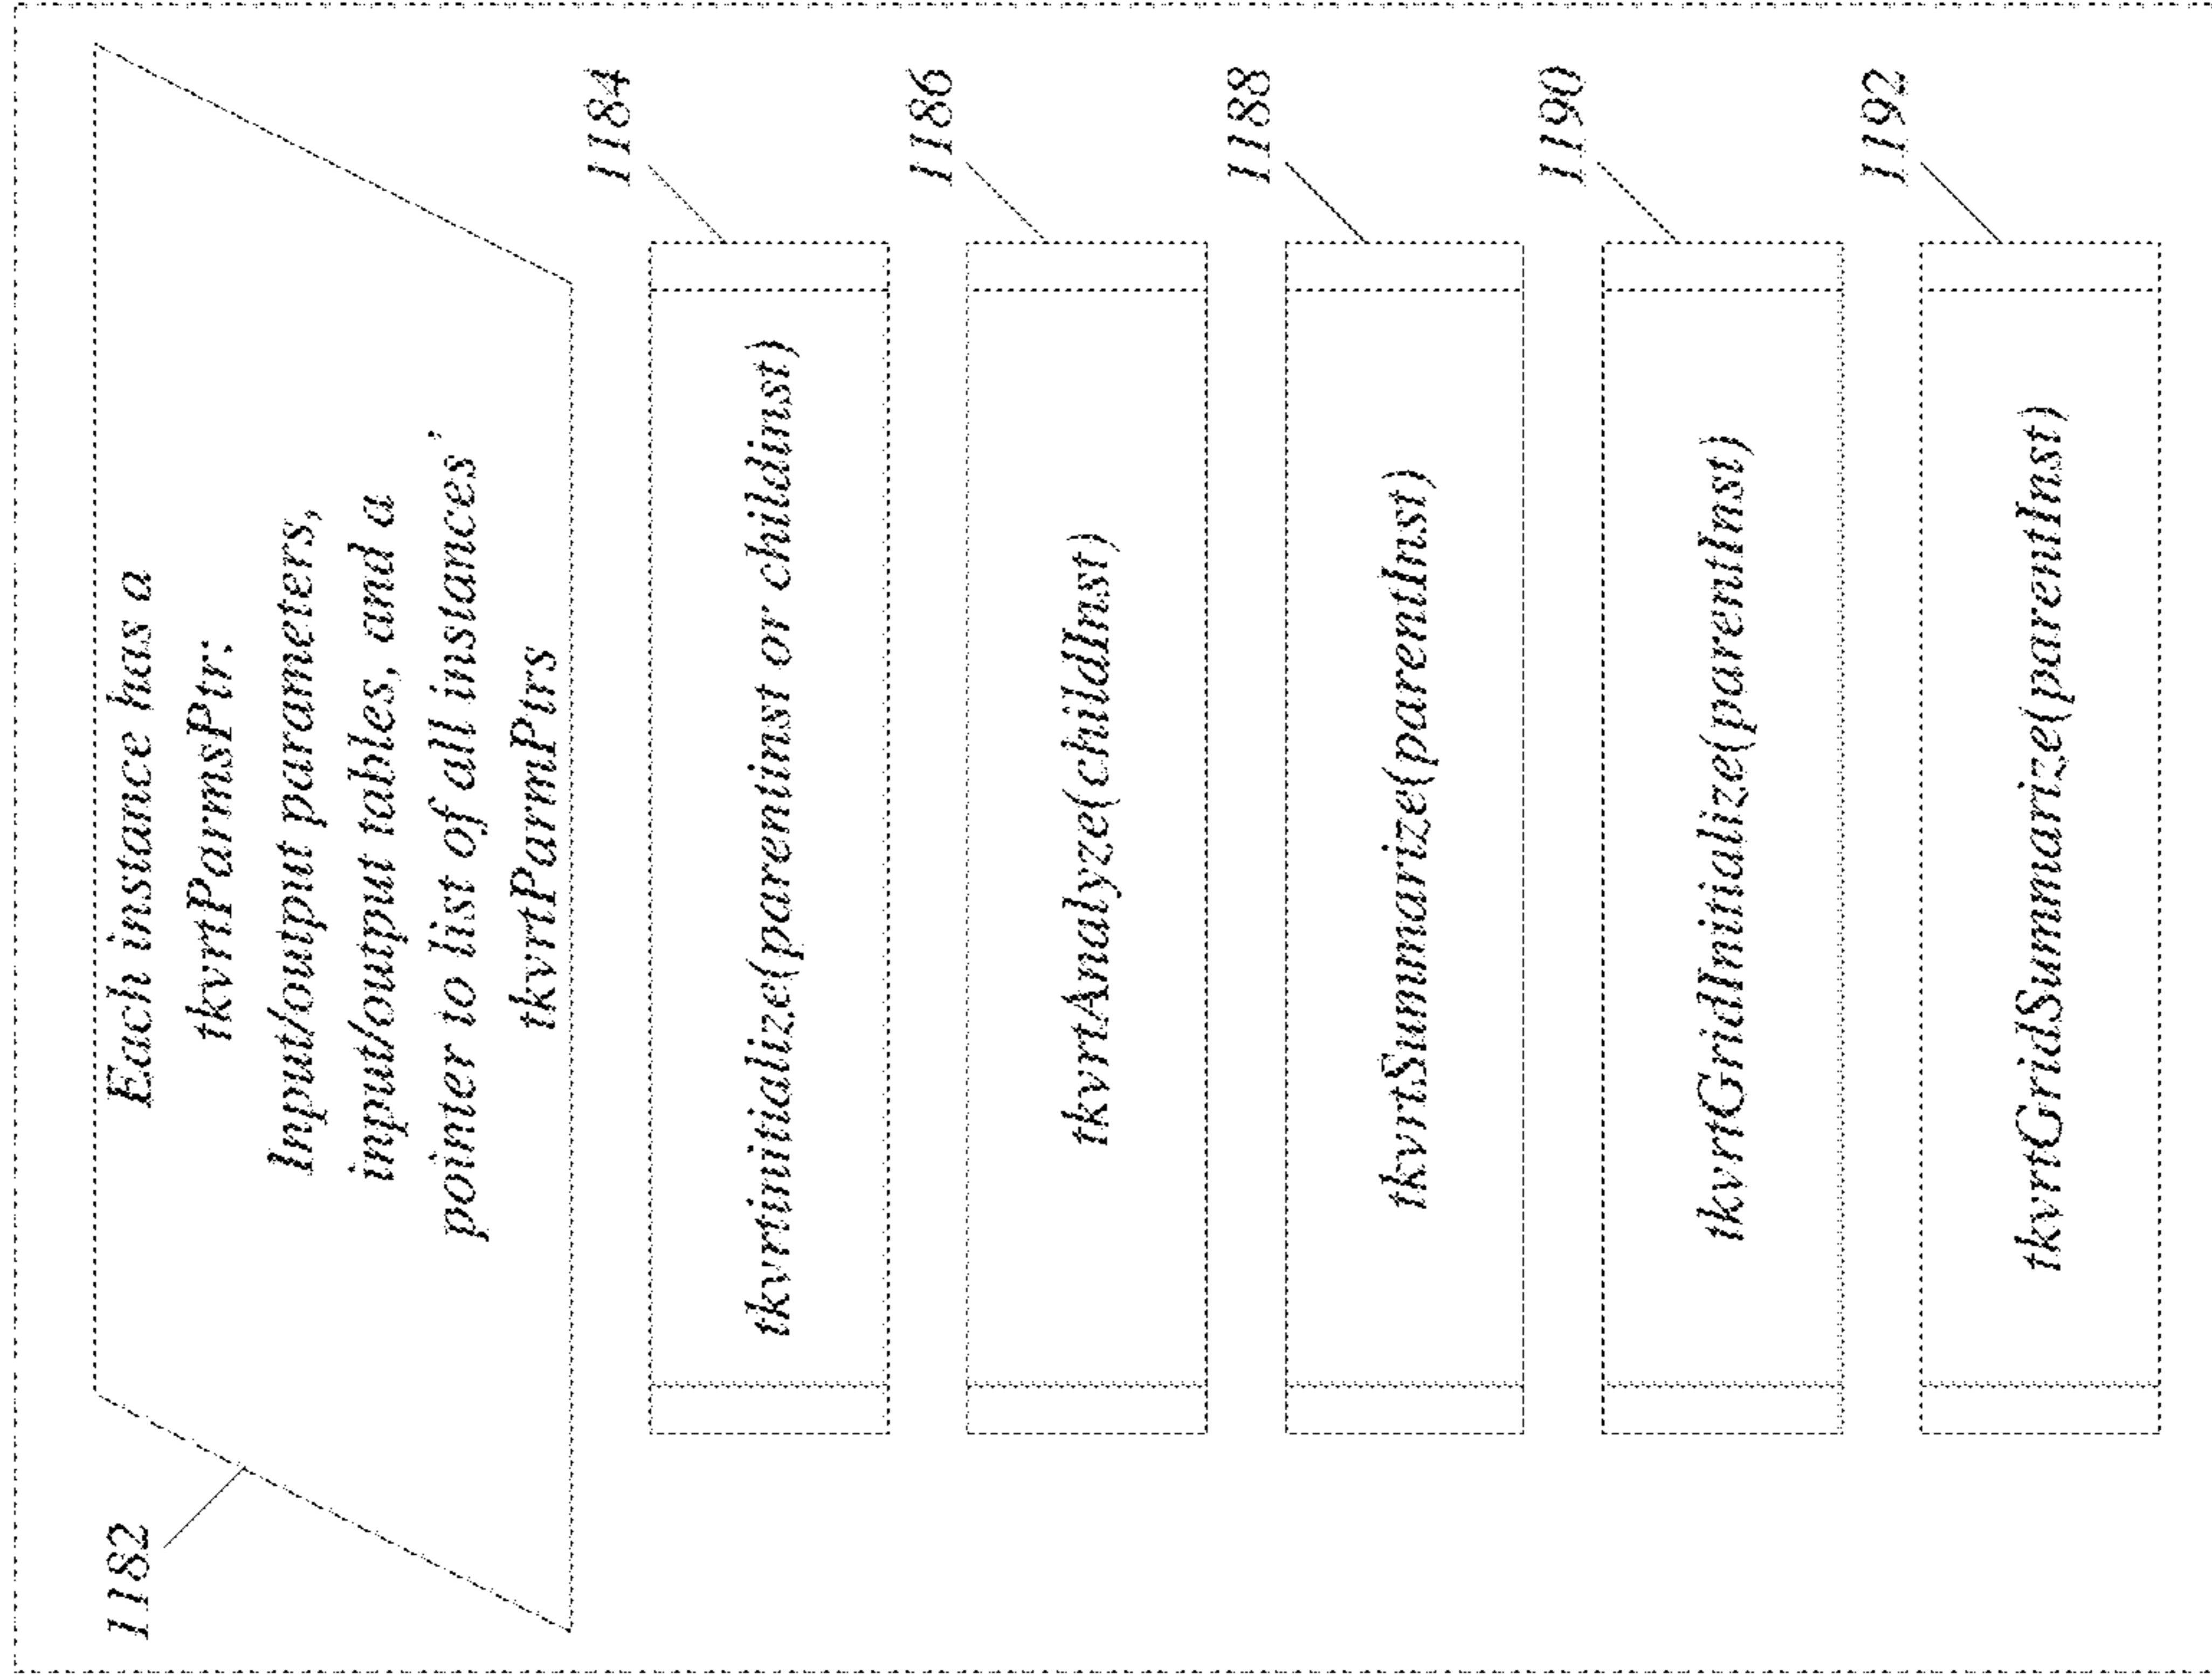 1182
Each instance has a
tkvrtParmsPtr:
Input/output parameters,
input/output tables, and a
pointer to list of all instances'
tkvrtParmPtrs
1184
tkvrtinitialize(parentinst or childinst)
1186
tkvrtAnalyze(childInst)
1188
tkvrtSummarize(parentInst)
1190
tkvrtGridInitialize(parentInst)
1192
tkvrtGridSummarize(parentInst)